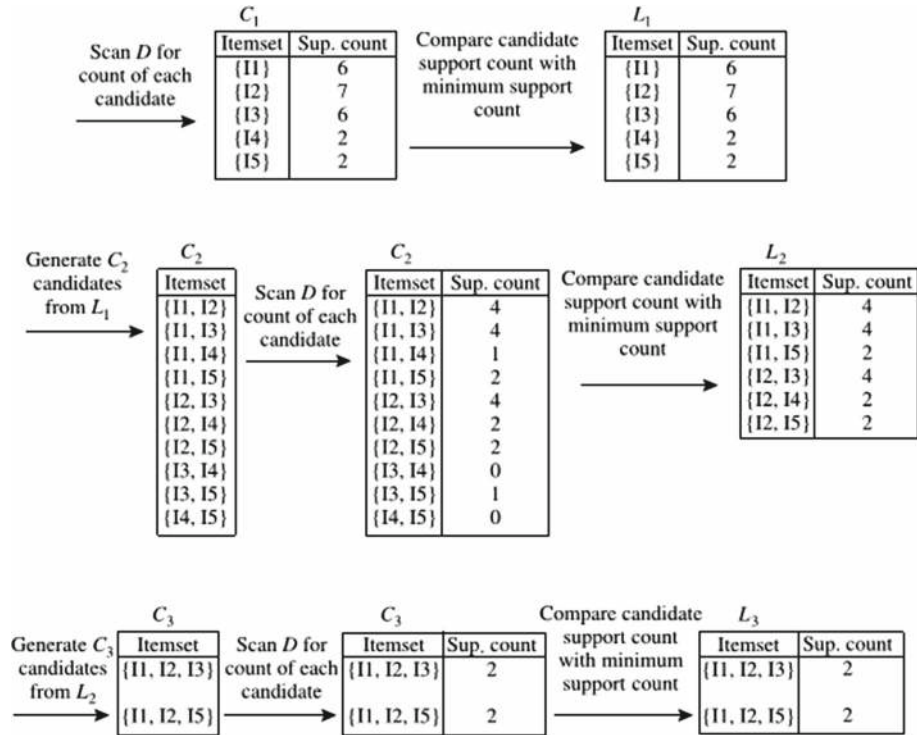 Scan D for
count of each
candidate
C1
Itemset Sup. count
{I1} 6
{I2} 7
{I3} 6
{I4} 2
{I5} 2
Compare candidate
support count with
minimum support
count
L1
Itemset Sup. count
{I1} 6
{I2} 7
{I3} 6
{I4} 2
{I5} 2
Generate C2
candidates
from L1
C2
Itemset
{I1, I2}
{I1, I3}
{I1, I4}
{I1, I5}
{I2, I3}
{I2, I4}
{I2, I5}
{I3, I4}
{I3, I5}
{I4, I5}
Scan D for
count of each
candidate
C2
Itemset Sup. count
{I1, I2} 4
{I1, I3} 4
{I1, I4} 1
{I1, I5} 2
{I2, I3} 4
{I2, I4} 2
{I2, I5} 2
{I3, I4} 0
{I3, I5} 1
{I4, I5} 0
Compare candidate
support count with
minimum support
count
L2
Itemset Sup. count
{I1, I2} 4
{I1, I3} 4
{I1, I5} 2
{I2, I3} 4
{I2, I4} 2
{I2, I5} 2
Generate C3
candidates
from L2
C3
Itemset
{I1, I2, I3}
{I1, I2, I5}
Scan D for
count of each
candidate
C3
Itemset Sup. count
{I1, I2, I3} 2
{I1, I2, I5} 2
Compare candidate
support count
with minimum
support count
L3
Itemset Sup. count
{I1, I2, I3} 2
{I1, I2, I5} 2